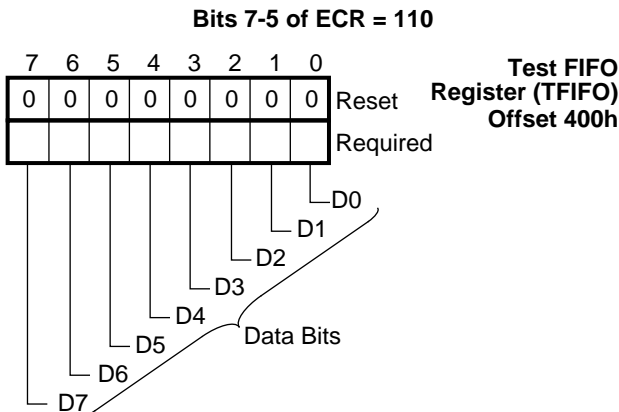 Bits 7-5 of ECR = 110
7 6 5 4 3 2 1 0
Test FIFO
Register (TFIFO)
Offset 400h
0 0 0 0 0 0 0 0 Reset
Required
D0
D1
D2
D3
D4
D5
D6
D7
Data Bits